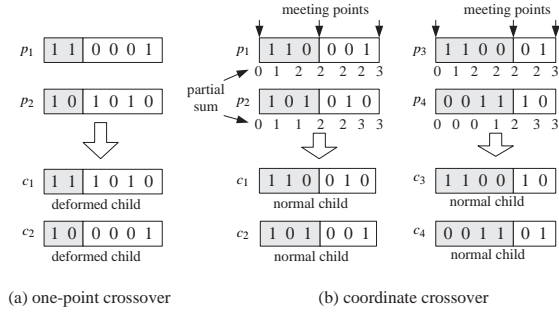 meeting points
meeting points
p1 1 1 0 0 0 1
p1 1 1 0 0 0 1
p3 1 1 0 0 0 1
0 1 2 2 2 2 3
0 1 2 2 2 3 3
partial sum
p2 1 0 1 0 1 0
p2 1 0 1 0 1 0
p4 0 0 1 1 1 0
0 1 1 2 2 3 3
0 0 0 1 2 3 3
c1 1 1 1 0 1 0
c1 1 1 0 0 1 0
c3 1 1 0 0 1 0
deformed child
normal child
normal child
c2 1 0 0 0 0 1
c2 1 0 1 0 0 1
c4 0 0 1 1 0 1
deformed child
normal child
normal child
(a) one-point crossover
(b) coordinate crossover